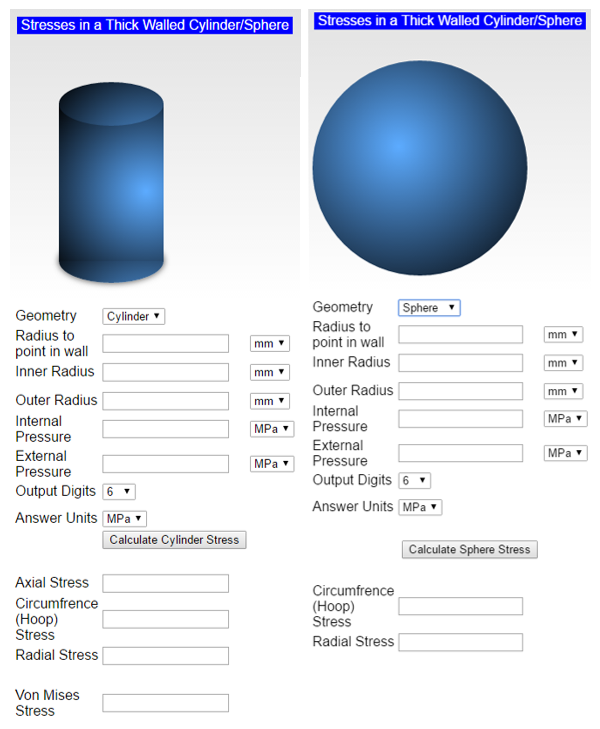 Stresses in a Thick Walled Cylinder/Sphere
Geometry
Cylinder
Radius to
point in wall
mm
Inner Radius
mm
Outer Radius
mm
Internal
Pressure
MPa
External
Pressure
MPa
Output Digits
6
Answer Units
MPa
Calculate Cylinder Stress
Axial Stress
Circumfrence
(Hoop)
Stress
Radial Stress
Von Mises
Stress
Stresses in a Thick Walled Cylinder/Sphere
Geometry
Sphere
Radius to
point in wall
mm
Inner Radius
mm
Outer Radius
mm
Internal
Pressure
MPa
External
Pressure
MPa
Output Digits
6
Answer Units
MPa
Calculate Sphere Stress
Circumfrence
(Hoop)
Stress
Radial Stress